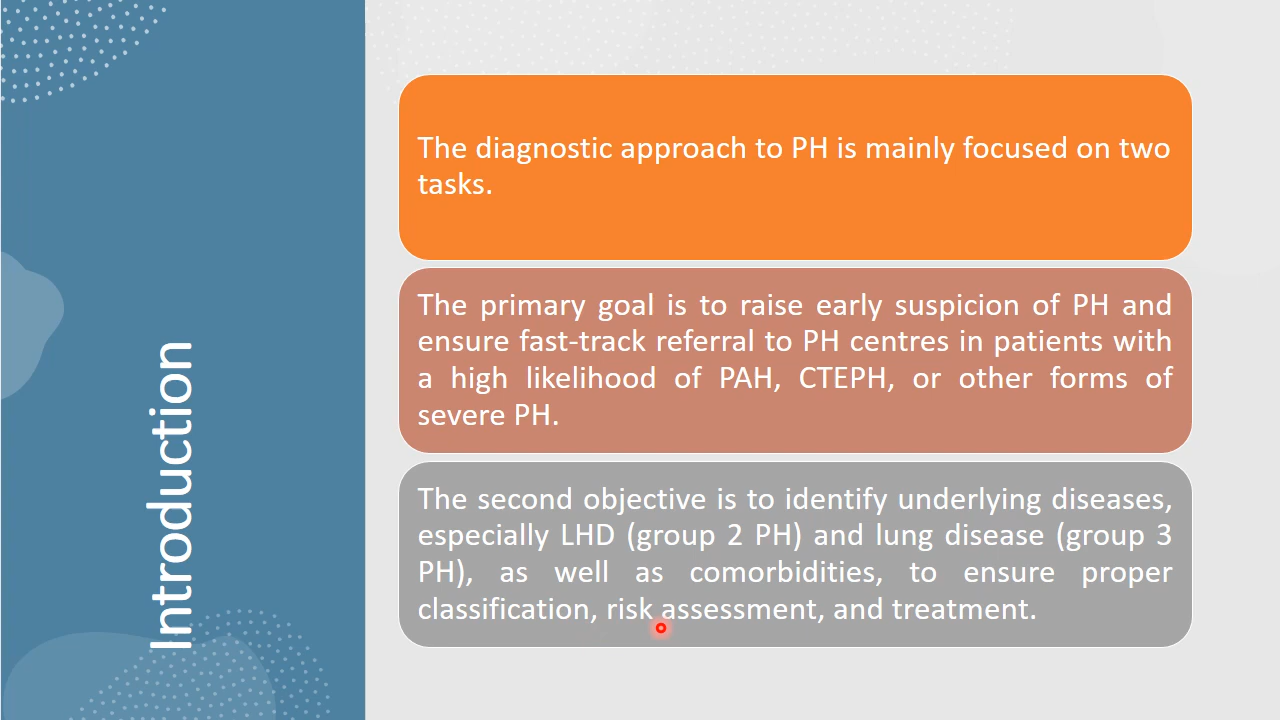 Introduction
The diagnostic approach to PH is mainly focused on two
tasks.
The primary goal is to raise early suspicion of PH and
ensure fast-track referral to PH centres in patients with
a high likelihood of PAH, CTEPH, or other forms of
severe PH.
The second objective is to identify underlying diseases,
especially LHD (group 2 PH) and lung disease (group 3
PH), as well as comorbidities, to ensure proper
classification, risk assessment, and treatment.